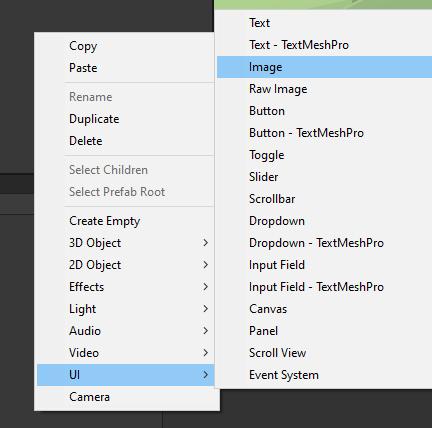 Copy
Paste
Rename
Duplicate
Delete
Select Children
Select Prefab Root
Create Empty
3D Object
2D Object
Effects
Light
Audio
Video
UI
Camera
Text
Text - TextMeshPro
Image
Raw Image
Button
Button - TextMeshPro
Toggle
Slider
Scrollbar
Dropdown
Dropdown - TextMeshPro
Input Field
Input Field - TextMeshPro
Canvas
Panel
Scroll View
Event System